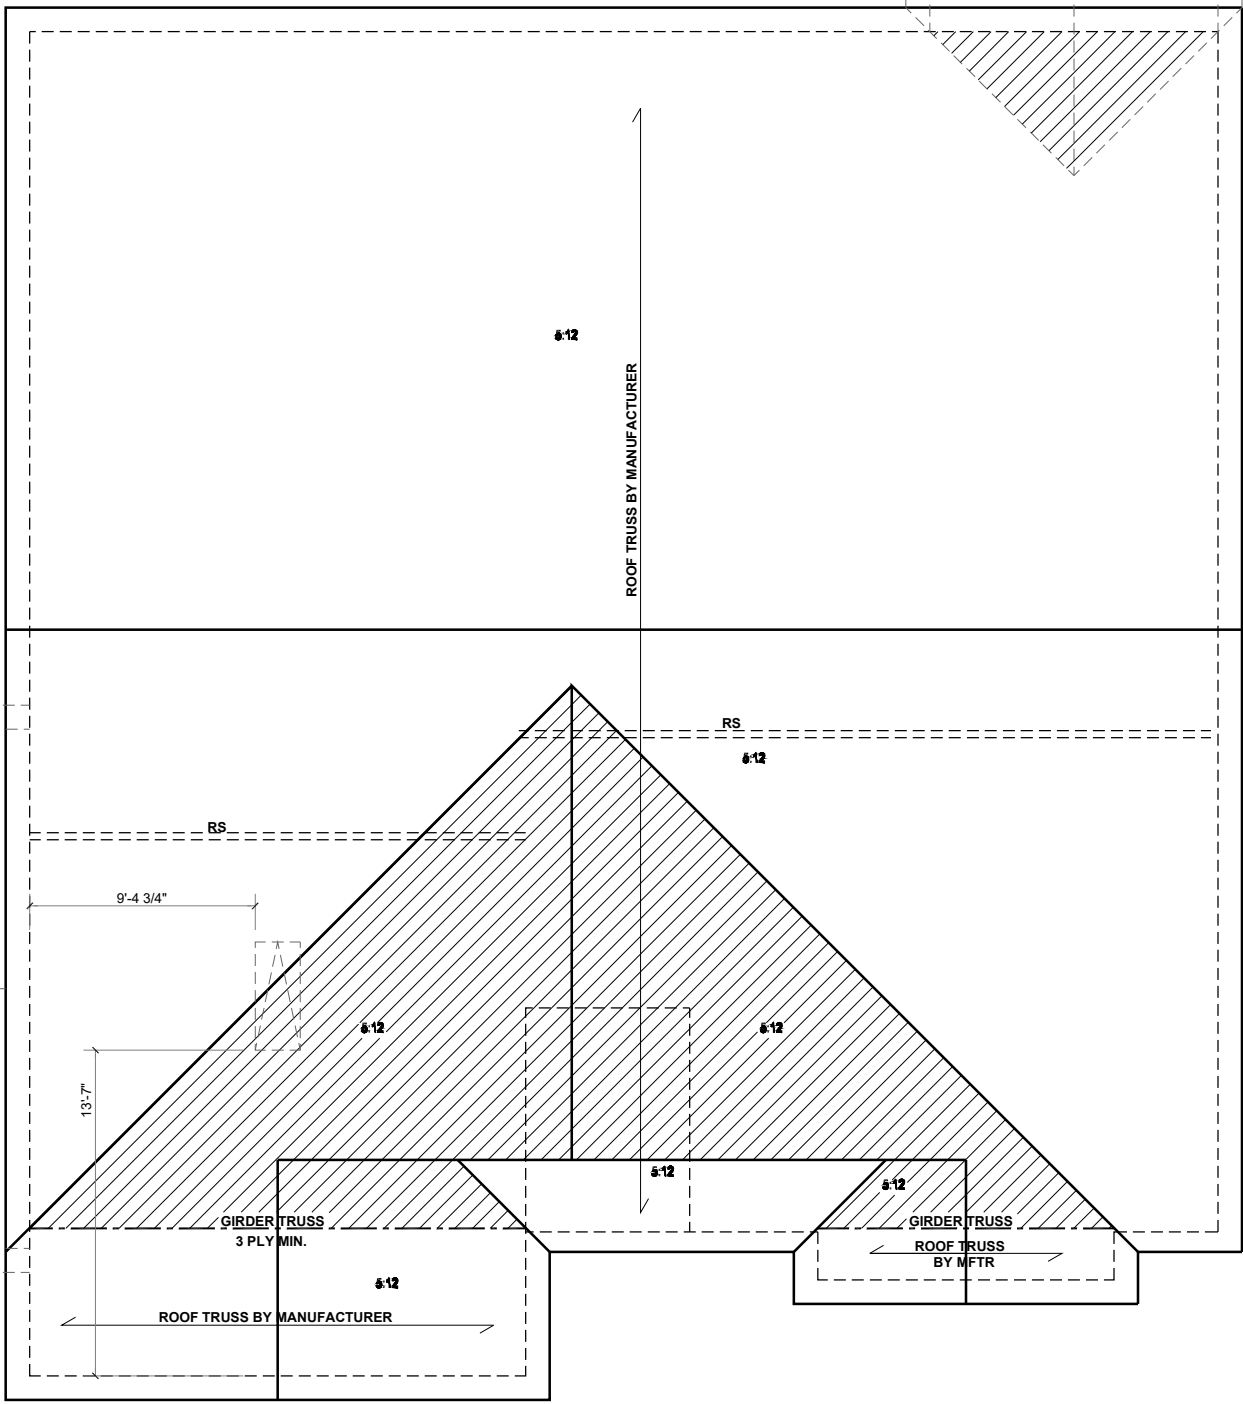 5:12
ROOF TRUSS BY MANUFACTURER
RS
5:12
RS
9'-4 3/4"
5:12
5:12
13'-7"
5:12
5:12
GIRDER TRUSS
3 PLY MIN.
GIRDER TRUSS
ROOF TRUSS
BY MFTR
5:12
ROOF TRUSS BY MANUFACTURER